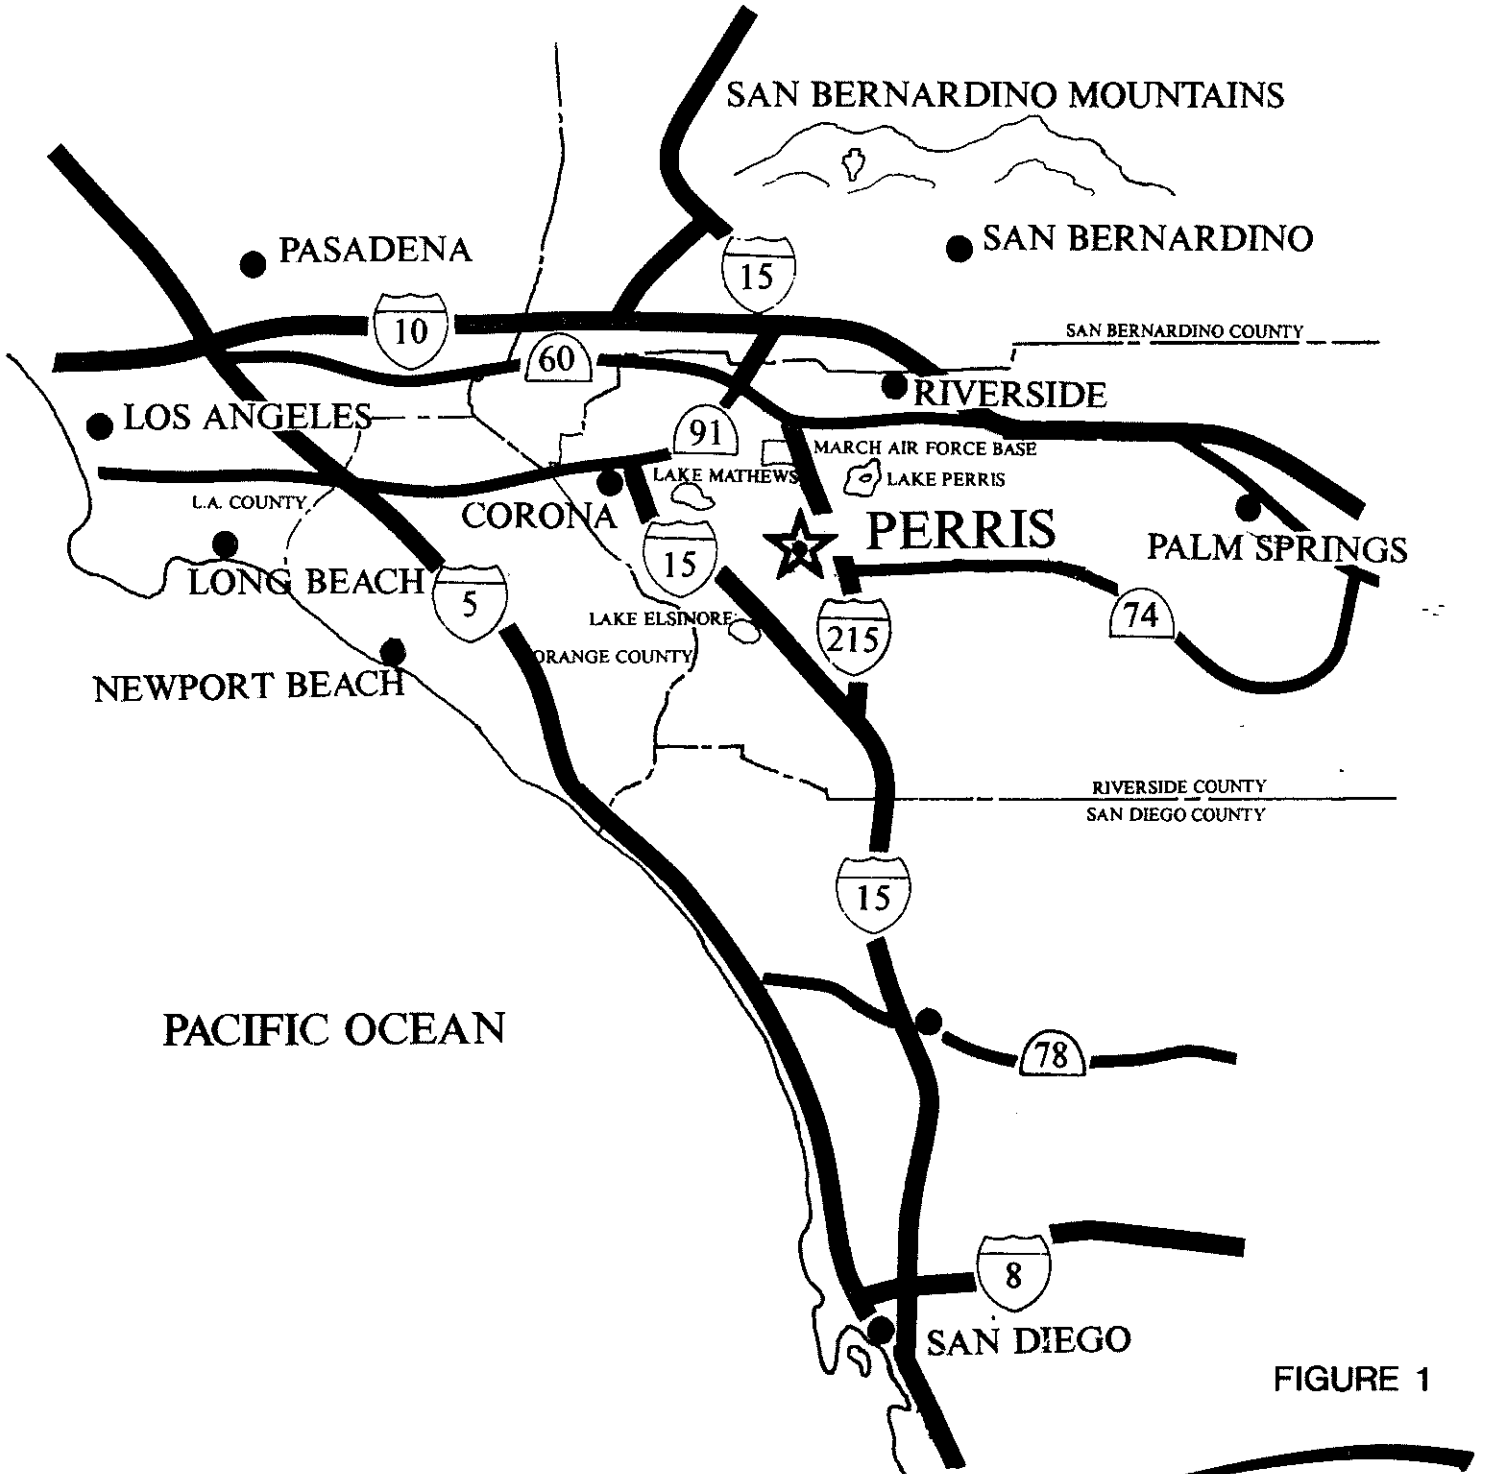 SAN BERNARDINO MOUNTAINS
PASADENA
SAN BERNARDINO
15
10
SAN BERNARDINO COUNTY
60
RIVERSIDE
LOS ANGELES
91
MARCH AIR FORCE BASE
LAKE MATHEWS
LAKE PERRIS
L.A. COUNTY
CORONA
PERRIS
PALM SPRINGS
15
LONG BEACH
5
74
LAKE ELSINORE
215
ORANGE COUNTY
NEWPORT BEACH
RIVERSIDE COUNTY
SAN DIEGO COUNTY
15
PACIFIC OCEAN
78
8
SAN DIEGO
FIGURE 1